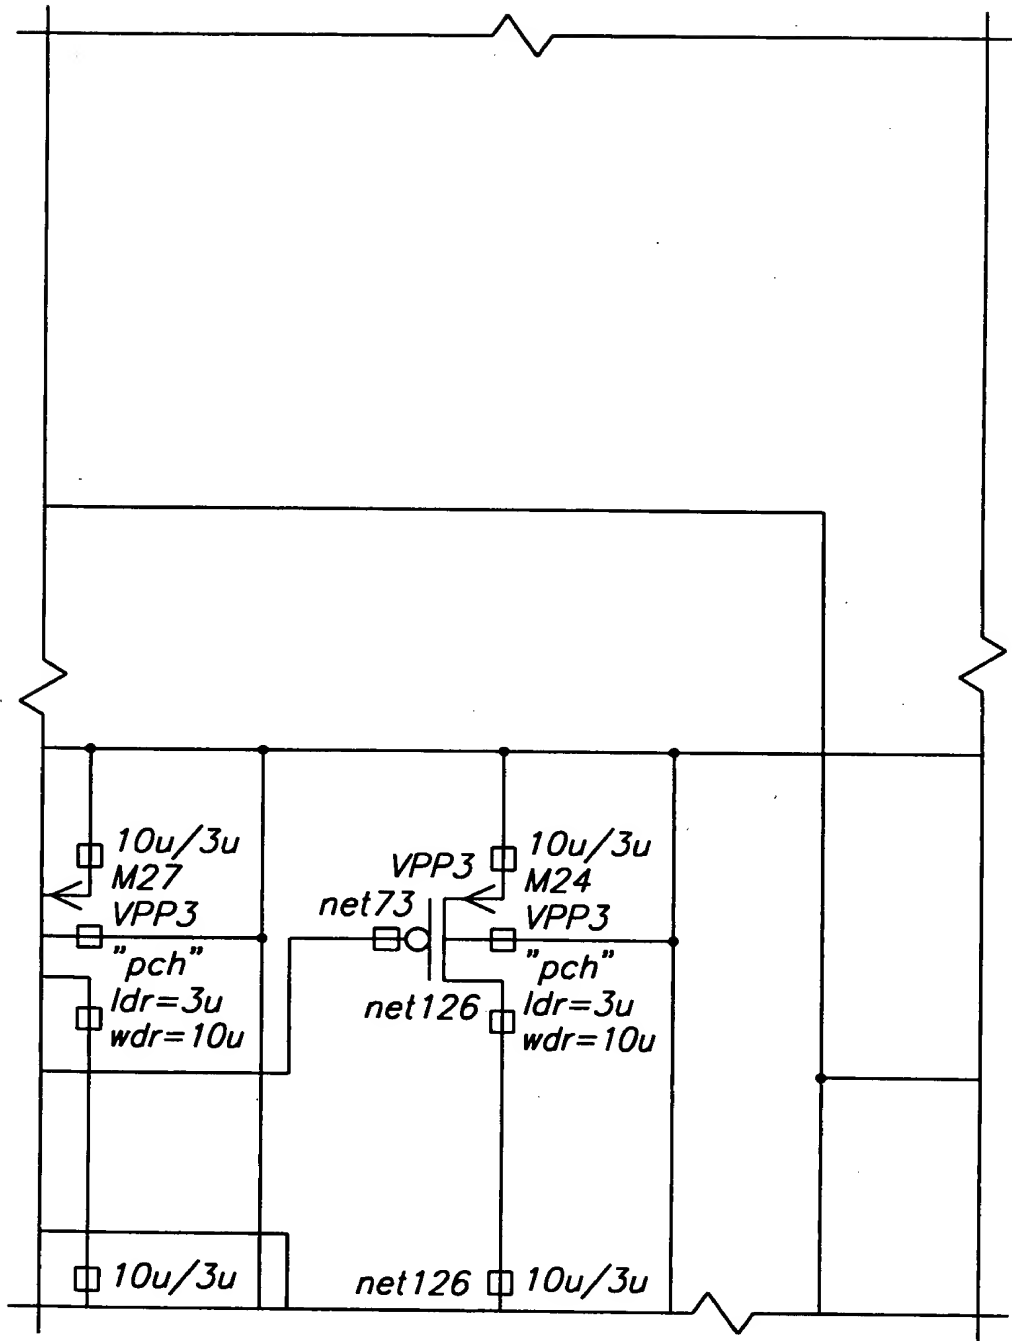 10u/3u
M27
VPP3
"pch"
ldr=3u
wdr=10u
VPP3
net73
net126
10u/3u
M24
VPP3
"pch"
ldr=3u
wdr=10u
10u/3u
net126
10u/3u